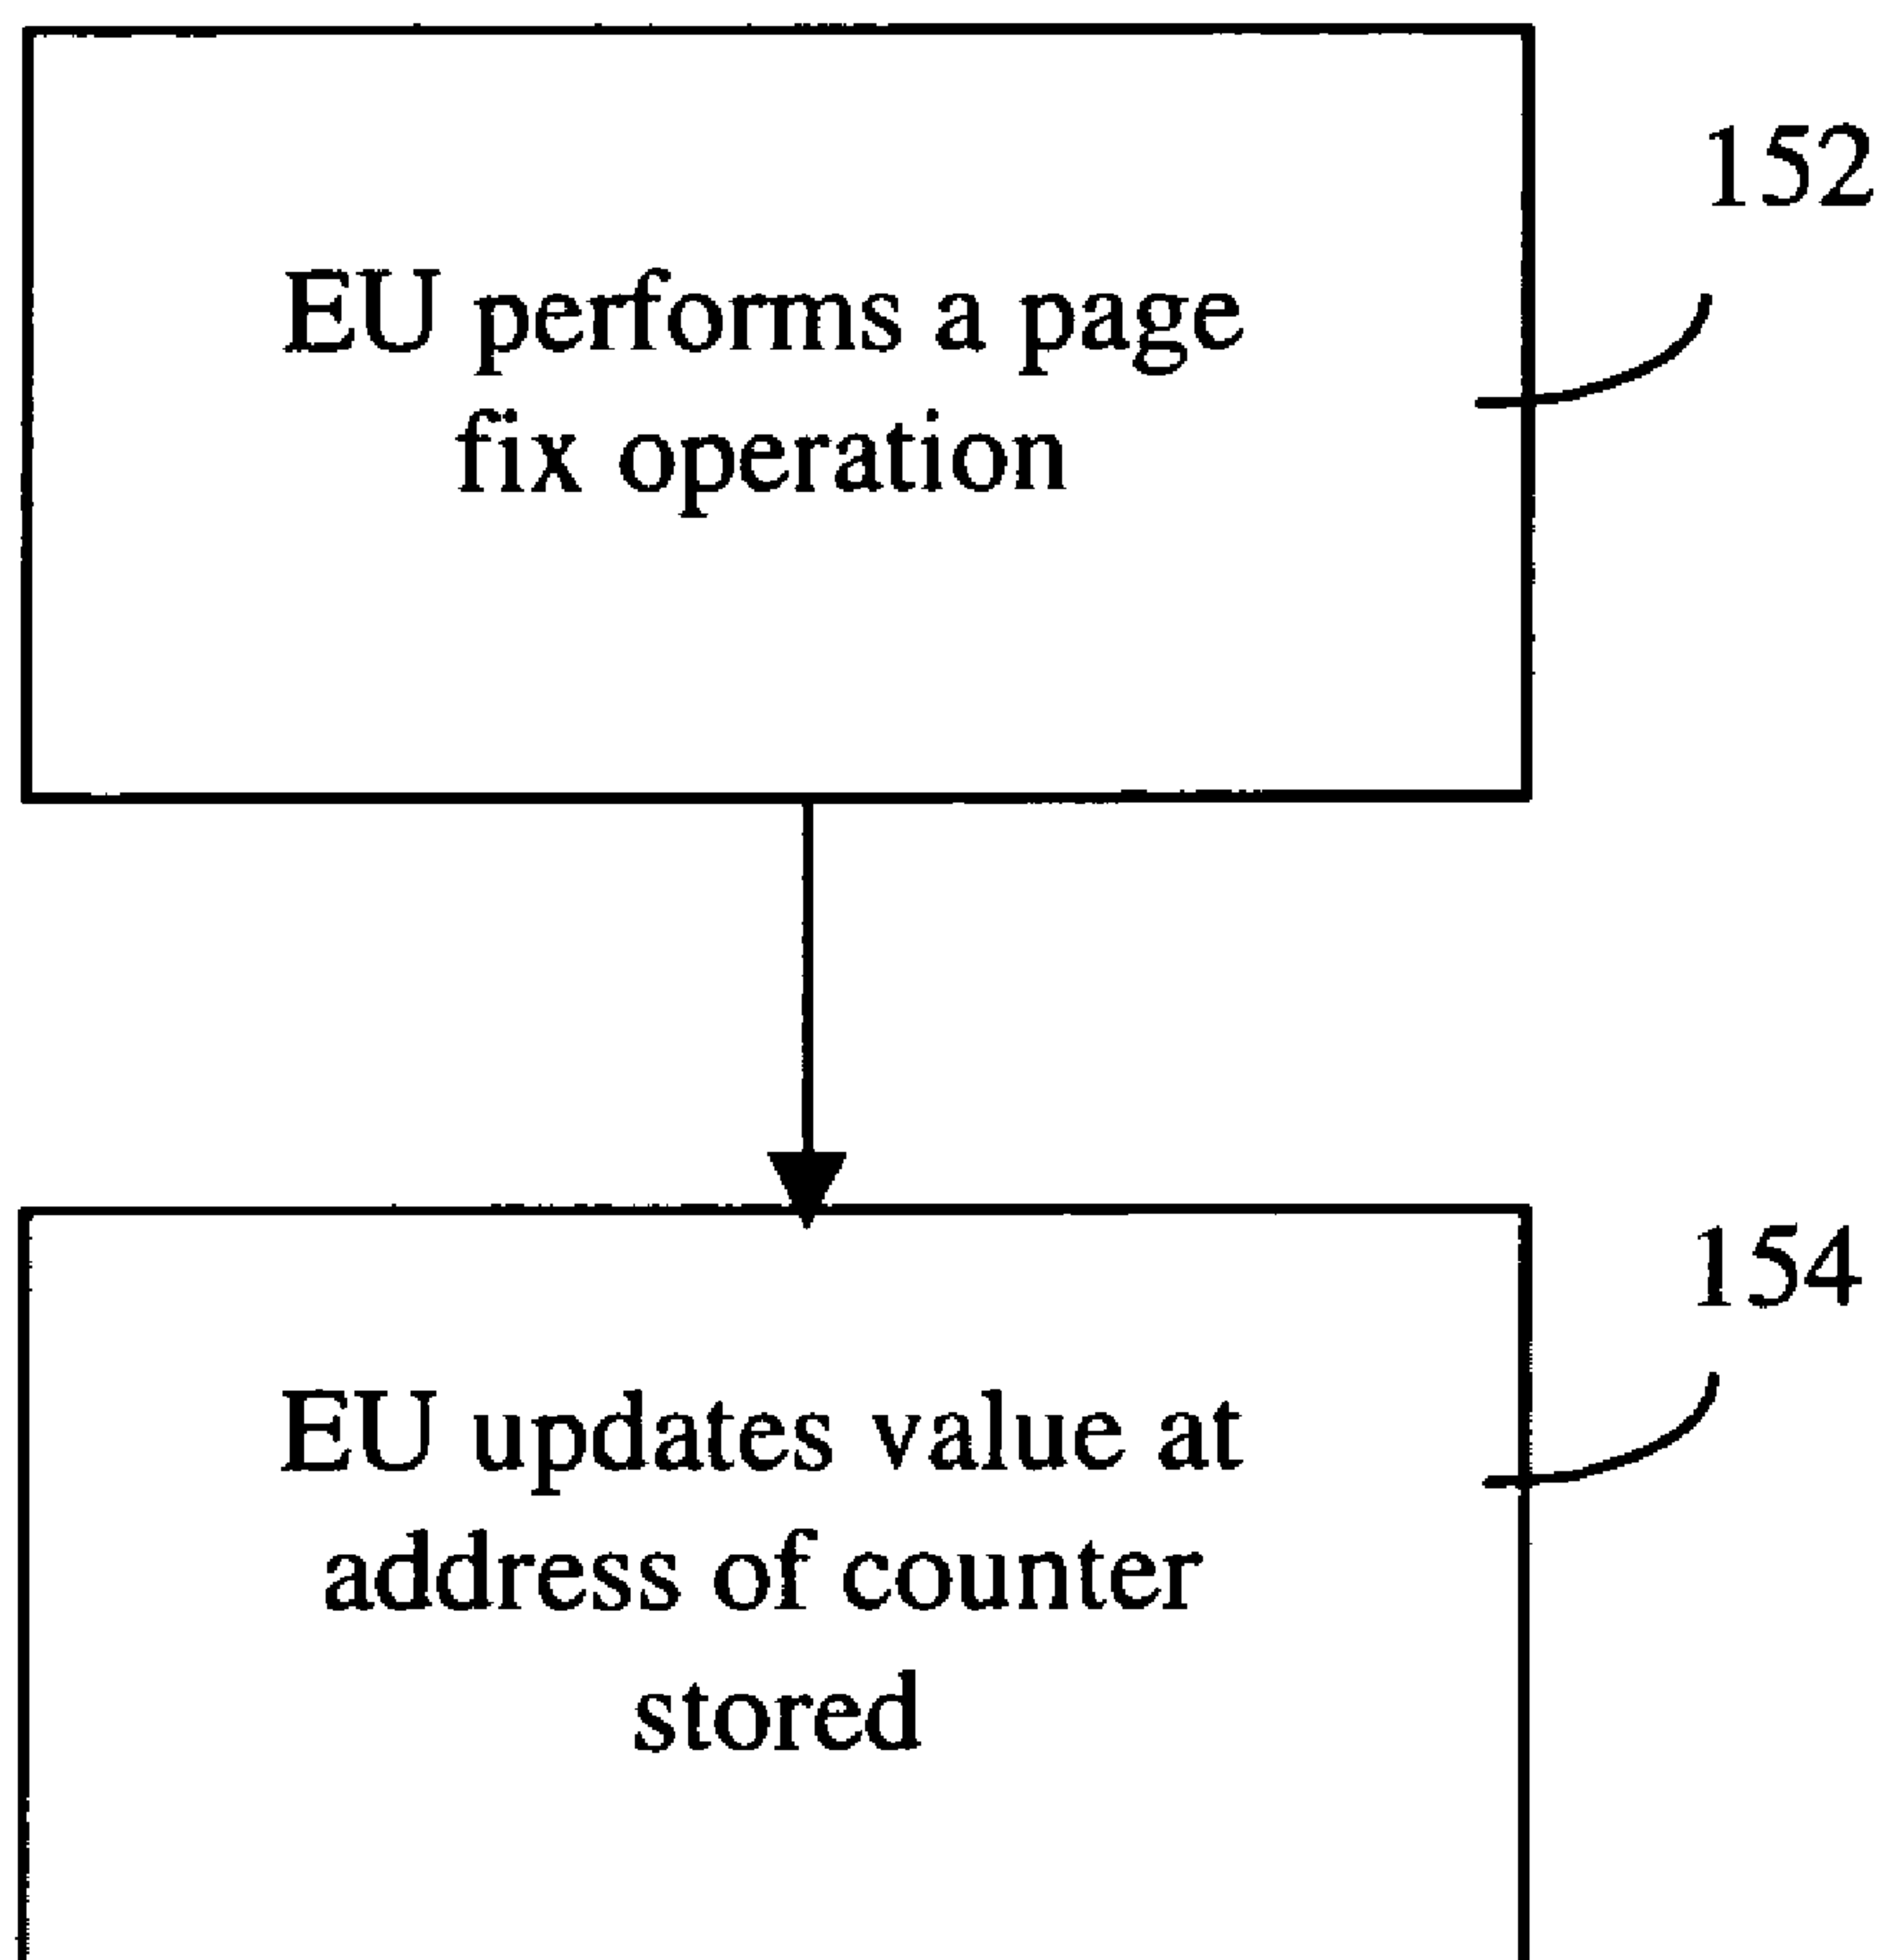 152
EU performs a page
fix operation
154
EU updates value at
address of counter
stored